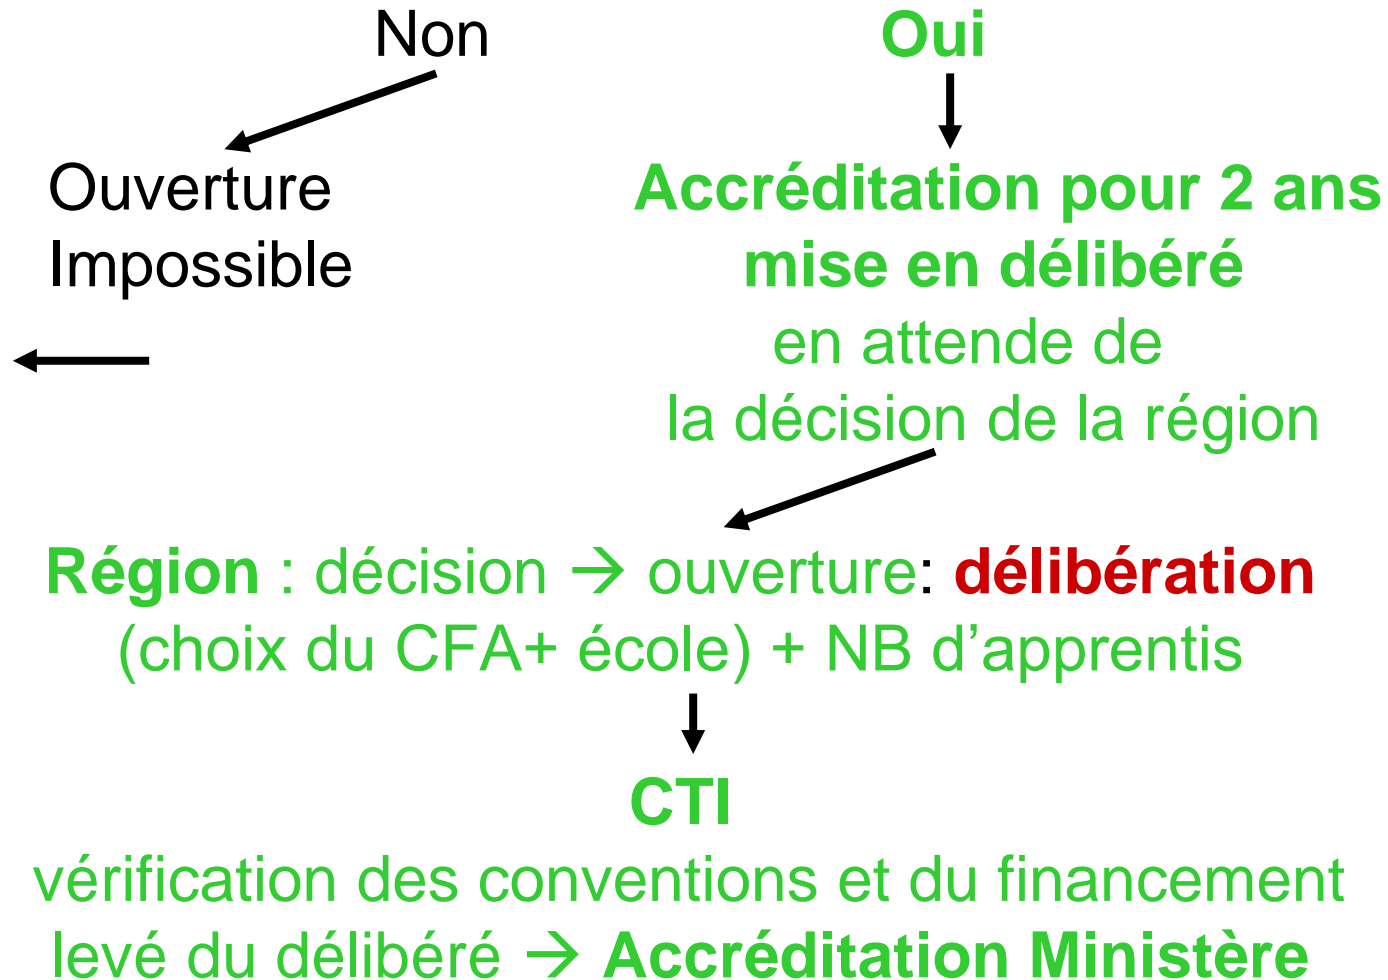 Non
Oui
Ouverture
Impossible
Accréditation pour 2 ans
mise en délibéré
en attende de
la décision de la région
Région : décision → ouverture: délibération
(choix du CFA+ école) + NB d’apprentis
CTI
vérification des conventions et du financement
levé du délibéré → Accréditation Ministère